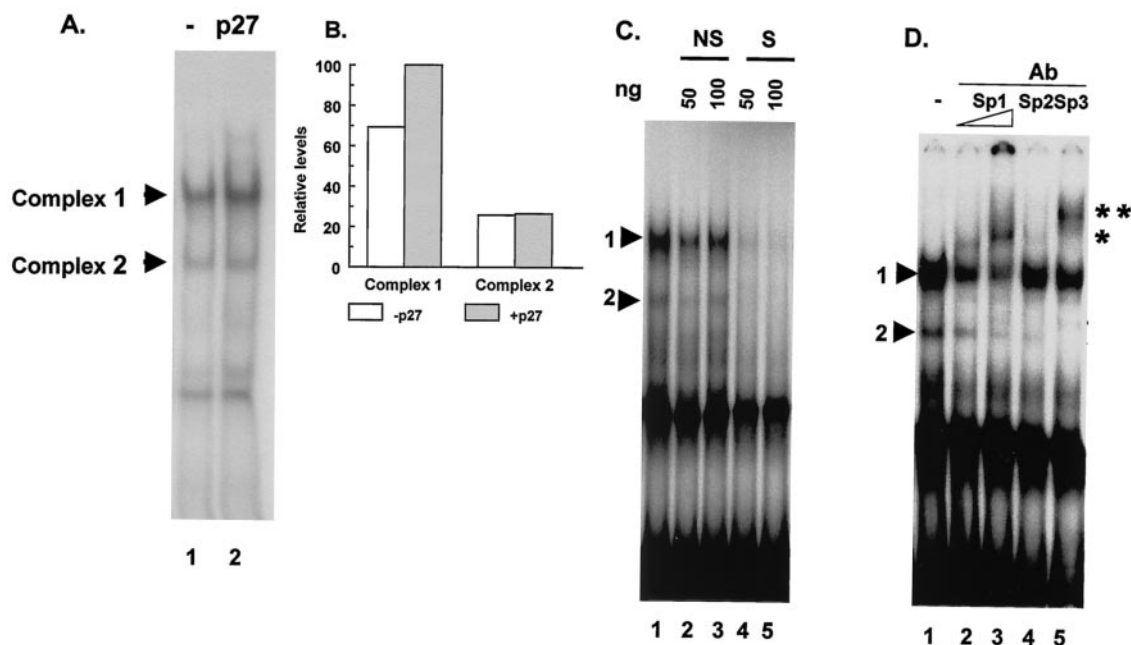 A.
- p27
Complex 1
Complex 2
1 2
B.
100
80
60
40
20
0
Relative levels
Complex 1 Complex 2
-p27 +p27
C.
NS S
ng 50 100 50 100
1
2
1 2 3 4 5
D.
Ab
- Sp1 Sp2 Sp3
* *
*
1
2
1 2 3 4 5